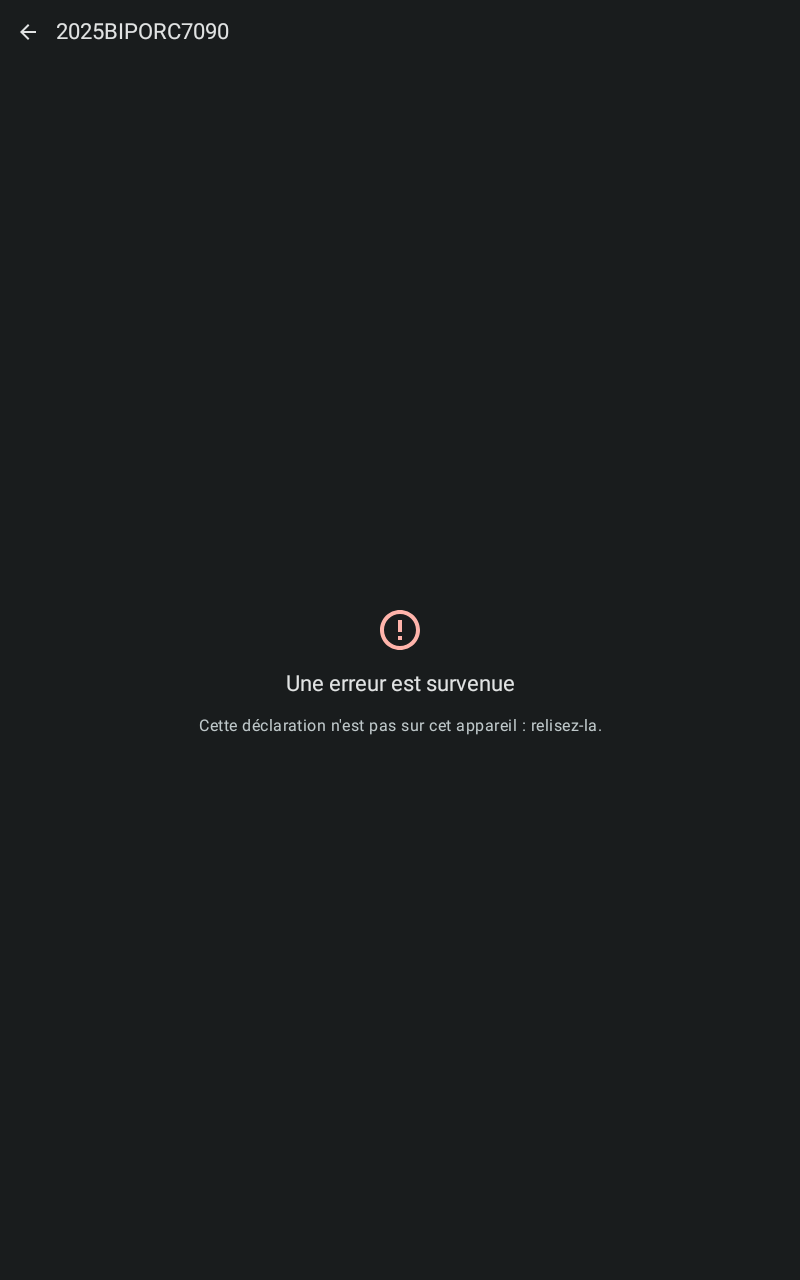 2025BIPORC7090
Une erreur est survenue
Cette déclaration n'est pas sur cet appareil : relisez-la.